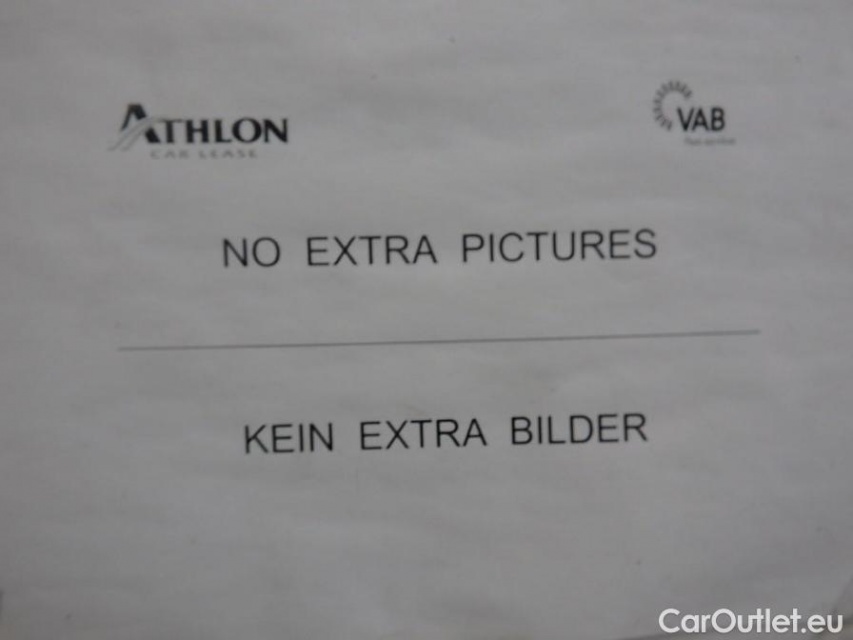 ATHLON
CAR LEASE
VAB
NO EXTRA PICTURES
KEIN EXTRA BILDER
CarOutlet.eu